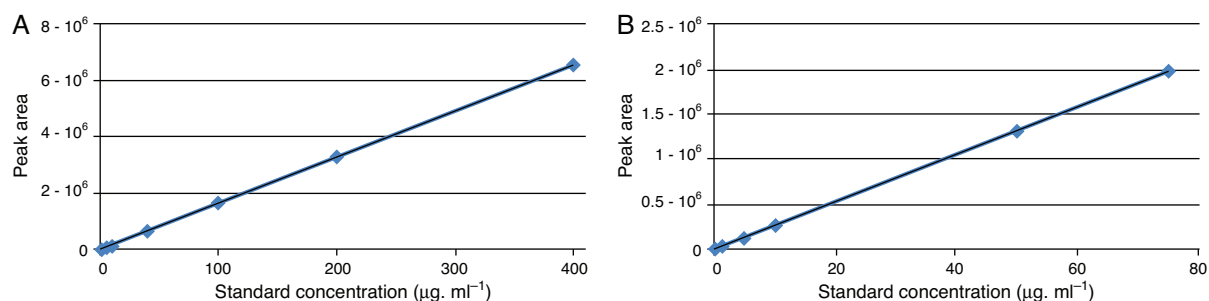 A
8 - 10⁶
6 - 10⁶
4 - 10⁶
2 - 10⁶
0
Peak area
0 100 200 300 400
Standard concentration (μg. ml⁻¹)
B
2.5 - 10⁶
2 - 10⁶
1.5 - 10⁶
1 - 10⁶
0.5 - 10⁶
0
Peak area
0 20 40 60 80
Standard concentration (μg. ml⁻¹)